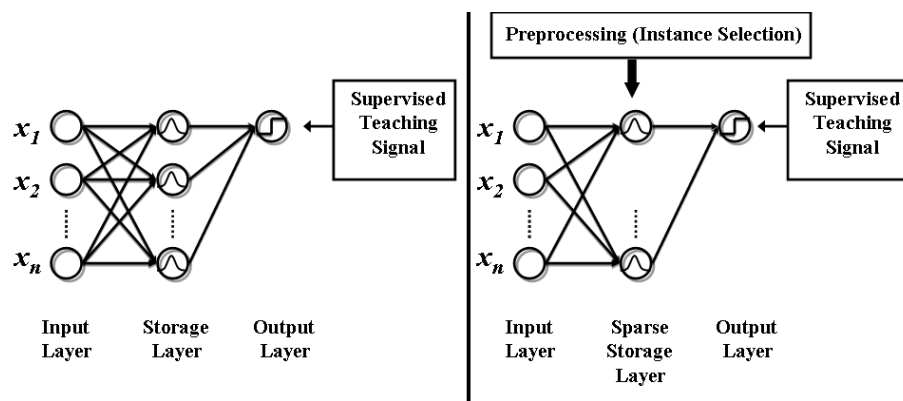 Supervised
Teaching
Signal
x1
x2
xn
Input
Layer
Storage
Layer
Output
Layer
Preprocessing (Instance Selection)
Supervised
Teaching
Signal
x1
x2
xn
Input
Layer
Sparse
Storage
Layer
Output
Layer